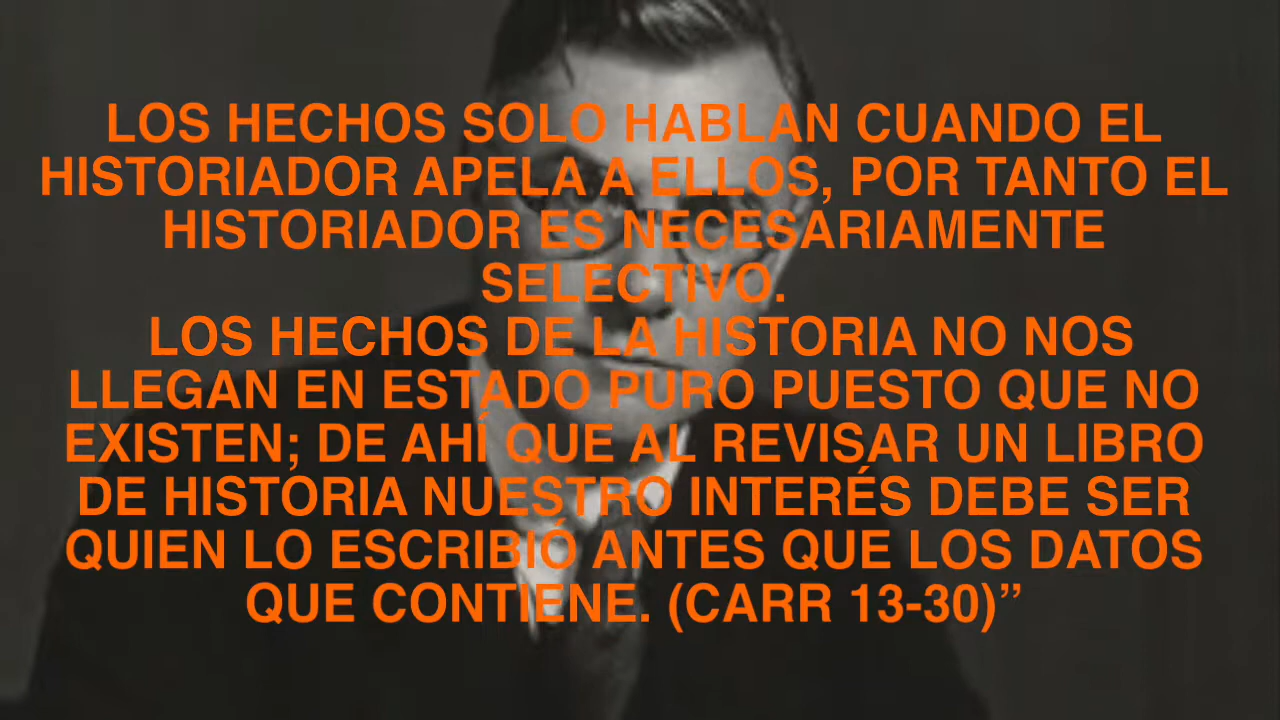 LOS HECHOS SOLO HABLAN CUANDO EL
HISTORIADOR APELA A ELLOS, POR TANTO EL
HISTORIADOR ES NECESARIAMENTE
SELECTIVO.
LOS HECHOS DE LA HISTORIA NO NOS
LLEGAN EN ESTADO PURO PUESTO QUE NO
EXISTEN; DE AHÍ QUE AL REVISAR UN LIBRO
DE HISTORIA NUESTRO INTERÉS DEBE SER
QUIEN LO ESCRIBIÓ ANTES QUE LOS DATOS
QUE CONTIENE. (CARR 13-30)”